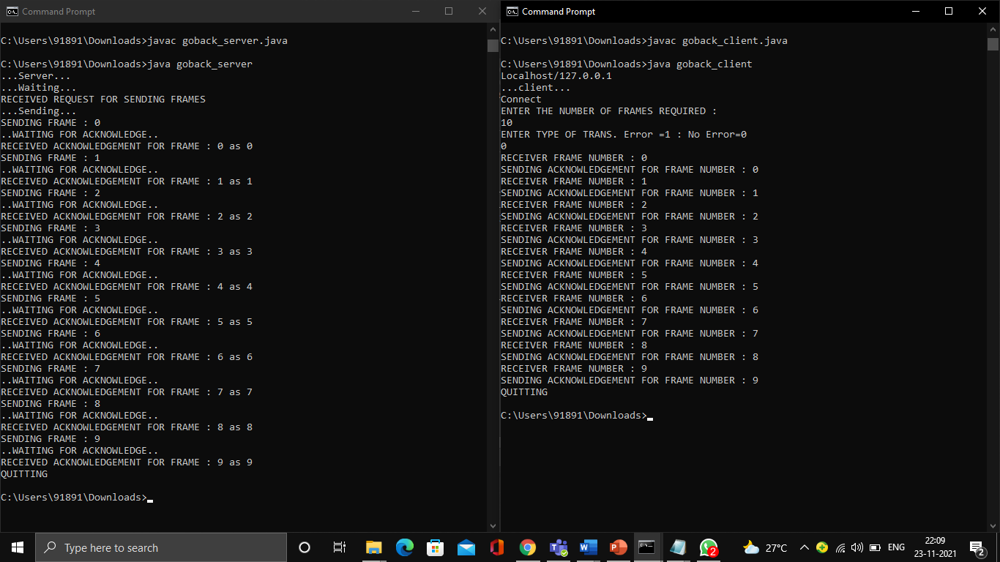 Command Prompt
C:\Users\91891\Downloads>javac goback_server.java
C:\Users\91891\Downloads>java goback_server
...Server...
...Waiting...
RECEIVED REQUEST FOR SENDING FRAMES
...Sending...
SENDING FRAME : 0
..WAITING FOR ACKNOWLEDGE..
RECEIVED ACKNOWLEDGEMENT FOR FRAME : 0 as 0
SENDING FRAME : 1
..WAITING FOR ACKNOWLEDGE..
RECEIVED ACKNOWLEDGEMENT FOR FRAME : 1 as 1
SENDING FRAME : 2
..WAITING FOR ACKNOWLEDGE..
RECEIVED ACKNOWLEDGEMENT FOR FRAME : 2 as 2
SENDING FRAME : 3
..WAITING FOR ACKNOWLEDGE..
RECEIVED ACKNOWLEDGEMENT FOR FRAME : 3 as 3
SENDING FRAME : 4
..WAITING FOR ACKNOWLEDGE..
RECEIVED ACKNOWLEDGEMENT FOR FRAME : 4 as 4
SENDING FRAME : 5
..WAITING FOR ACKNOWLEDGE..
RECEIVED ACKNOWLEDGEMENT FOR FRAME : 5 as 5
SENDING FRAME : 6
..WAITING FOR ACKNOWLEDGE..
RECEIVED ACKNOWLEDGEMENT FOR FRAME : 6 as 6
SENDING FRAME : 7
..WAITING FOR ACKNOWLEDGE..
RECEIVED ACKNOWLEDGEMENT FOR FRAME : 7 as 7
SENDING FRAME : 8
..WAITING FOR ACKNOWLEDGE..
RECEIVED ACKNOWLEDGEMENT FOR FRAME : 8 as 8
SENDING FRAME : 9
..WAITING FOR ACKNOWLEDGE..
RECEIVED ACKNOWLEDGEMENT FOR FRAME : 9 as 9
QUITTING
C:\Users\91891\Downloads>
Command Prompt
C:\Users\91891\Downloads>javac goback_client.java
C:\Users\91891\Downloads>java goback_client
Localhost/127.0.0.1
...client...
Connect
ENTER THE NUMBER OF FRAMES REQUIRED :
10
ENTER TYPE OF TRANS. Error =1 : No Error=0
0
RECEIVER FRAME NUMBER : 0
SENDING ACKNOWLEDGEMENT FOR FRAME NUMBER : 0
RECEIVER FRAME NUMBER : 1
SENDING ACKNOWLEDGEMENT FOR FRAME NUMBER : 1
RECEIVER FRAME NUMBER : 2
SENDING ACKNOWLEDGEMENT FOR FRAME NUMBER : 2
RECEIVER FRAME NUMBER : 3
SENDING ACKNOWLEDGEMENT FOR FRAME NUMBER : 3
RECEIVER FRAME NUMBER : 4
SENDING ACKNOWLEDGEMENT FOR FRAME NUMBER : 4
RECEIVER FRAME NUMBER : 5
SENDING ACKNOWLEDGEMENT FOR FRAME NUMBER : 5
RECEIVER FRAME NUMBER : 6
SENDING ACKNOWLEDGEMENT FOR FRAME NUMBER : 6
RECEIVER FRAME NUMBER : 7
SENDING ACKNOWLEDGEMENT FOR FRAME NUMBER : 7
RECEIVER FRAME NUMBER : 8
SENDING ACKNOWLEDGEMENT FOR FRAME NUMBER : 8
RECEIVER FRAME NUMBER : 9
SENDING ACKNOWLEDGEMENT FOR FRAME NUMBER : 9
QUITTING
C:\Users\91891\Downloads>
Type here to search
2
27°C
ENG
22:09
23-11-2021
2